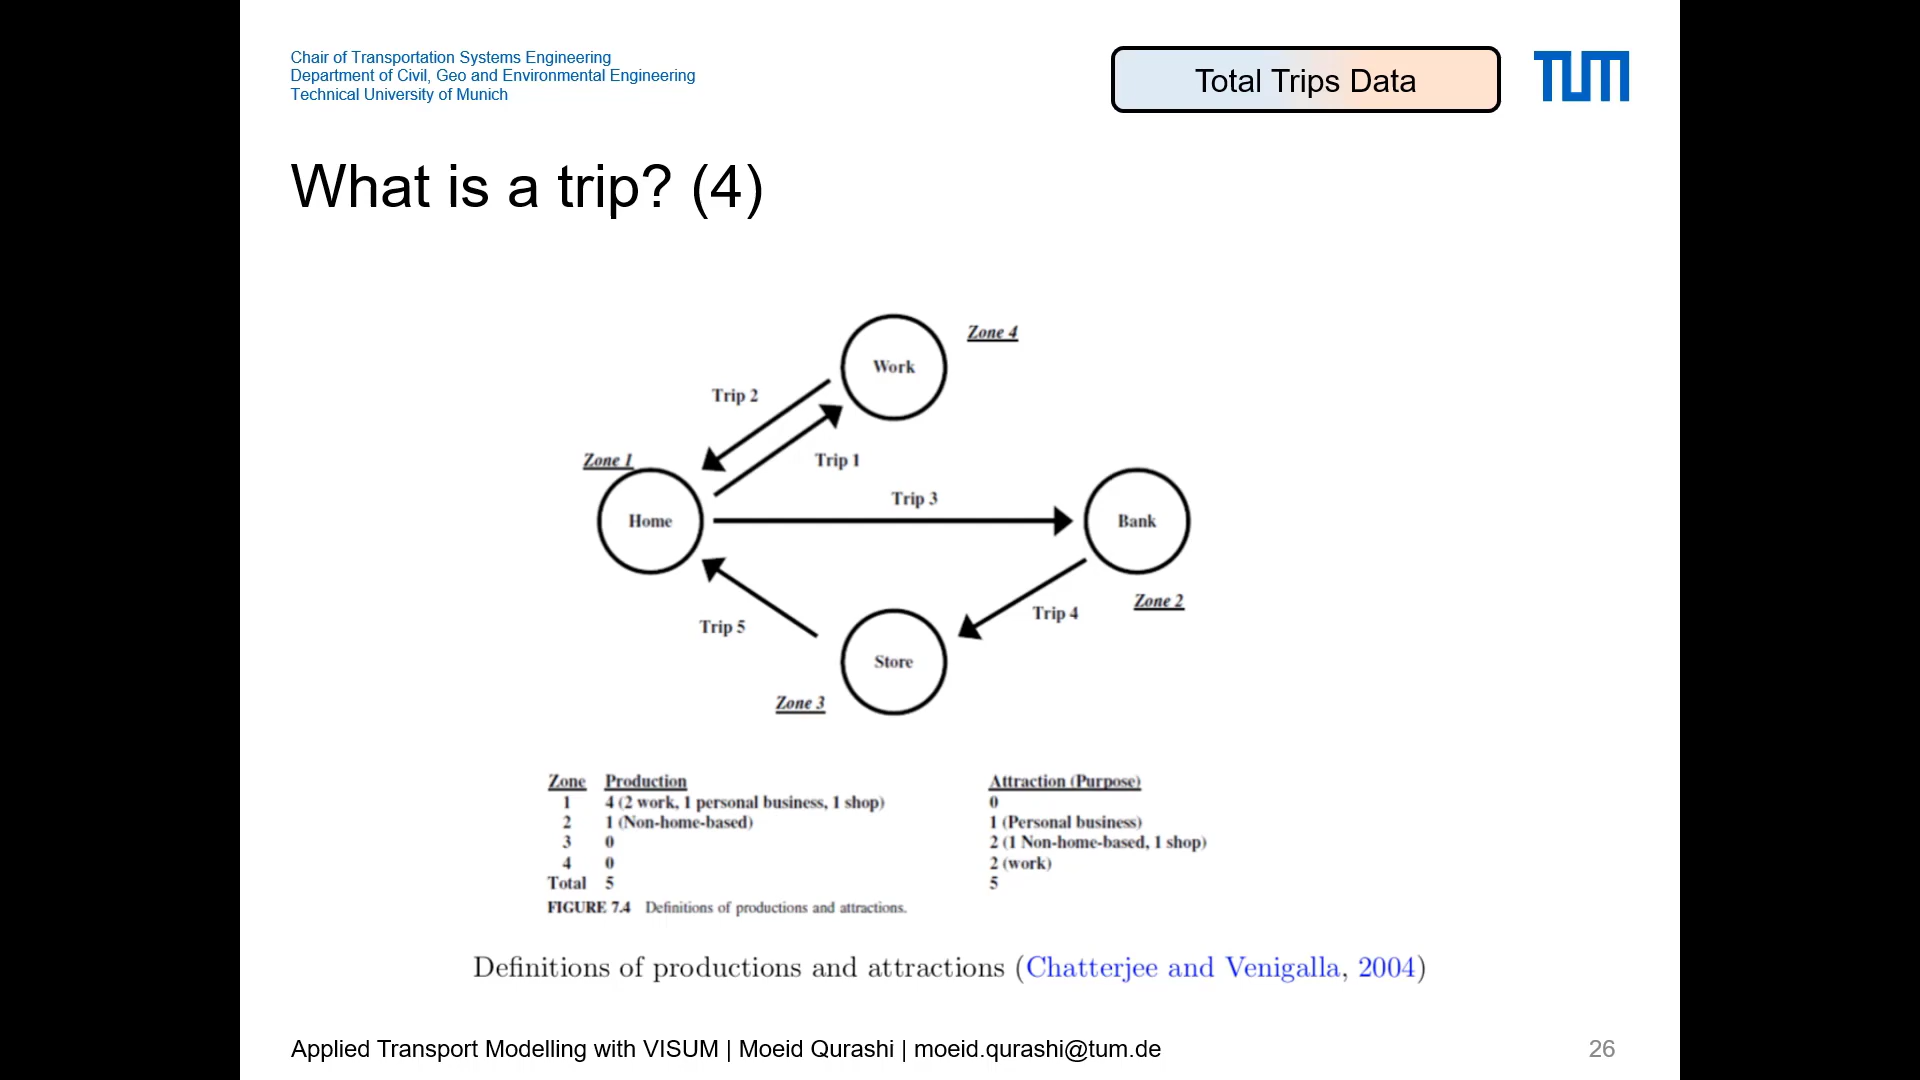 Chair of Transportation Systems Engineering
Department of Civil, Geo and Environmental Engineering
Technical University of Munich
Total Trips Data
TUM
What is a trip? (4)
Zone 4
Work
Trip 2
Zone 1
Trip 1
Trip 3
Home
Bank
Zone 2
Trip 4
Trip 5
Store
Zone 3
Zone Production Attraction (Purpose)
1 4 (2 work, 1 personal business, 1 shop) 0
2 1 (Non-home-based) 1 (Personal business)
3 0 2 (1 Non-home-based, 1 shop)
4 0 2 (work)
Total 5 5
FIGURE 7.4 Definitions of productions and attractions.
Definitions of productions and attractions (Chatterjee and Venigalla, 2004)
Applied Transport Modelling with VISUM | Moeid Qurashi | moeid.qurashi@tum.de
26